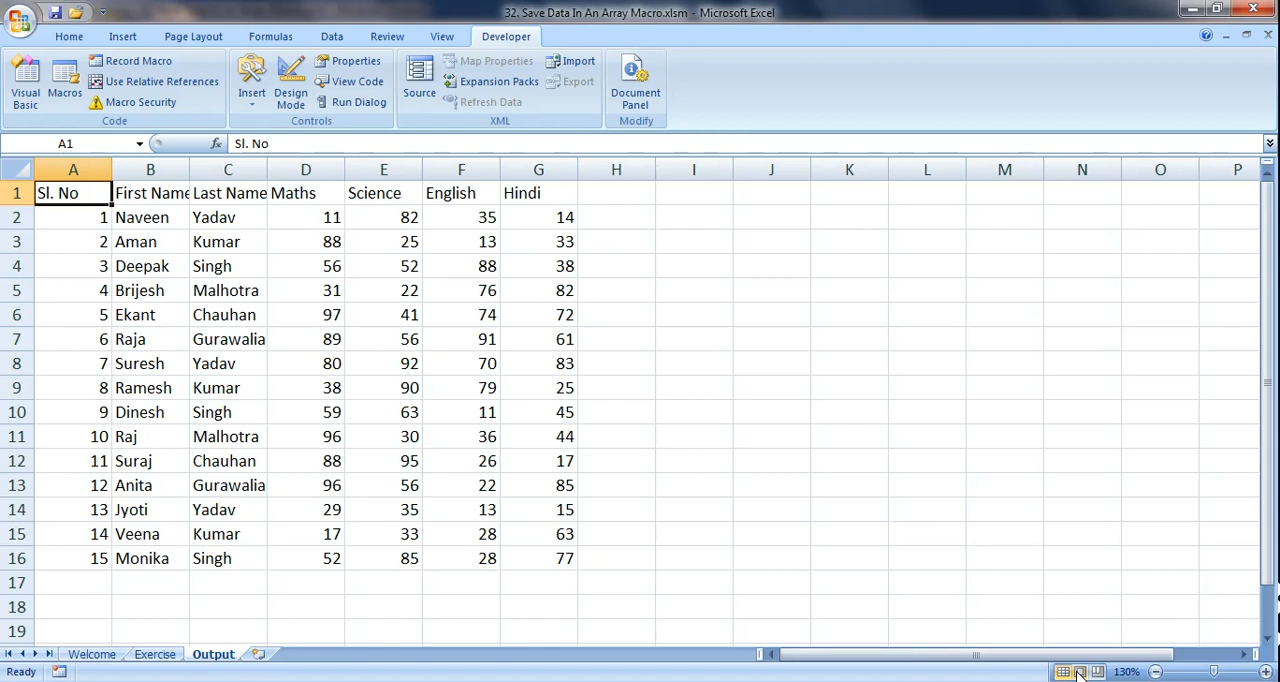 32. Save Data In An Array Macro.xlsm - Microsoft Excel
Home Insert Page Layout Formulas Data Review View Developer
Visual Basic
Macros
Record Macro
Use Relative References
Macro Security
Code
Insert
Design Mode
Properties
View Code
Run Dialog
Controls
Source
Map Properties
Expansion Packs
Refresh Data
Import
Export
XML
Document Panel
Modify
A1 fx Sl. No
A B C D E F G H I J K L M N O P
1 Sl. No First Name Last Name Maths Science English Hindi
2 1 Naveen Yadav 11 82 35 14
3 2 Aman Kumar 88 25 13 33
4 3 Deepak Singh 56 52 88 38
5 4 Brijesh Malhotra 31 22 76 82
6 5 Ekant Chauhan 97 41 74 72
7 6 Raja Gurawalia 89 56 91 61
8 7 Suresh Yadav 80 92 70 83
9 8 Ramesh Kumar 38 90 79 25
10 9 Dinesh Singh 59 63 11 45
11 10 Raj Malhotra 96 30 36 44
12 11 Suraj Chauhan 88 95 26 17
13 12 Anita Gurawalia 96 56 22 85
14 13 Jyoti Yadav 29 35 13 15
15 14 Veena Kumar 17 33 28 63
16 15 Monika Singh 52 85 28 77
17
18
19
Welcome Exercise Output
Ready 130%